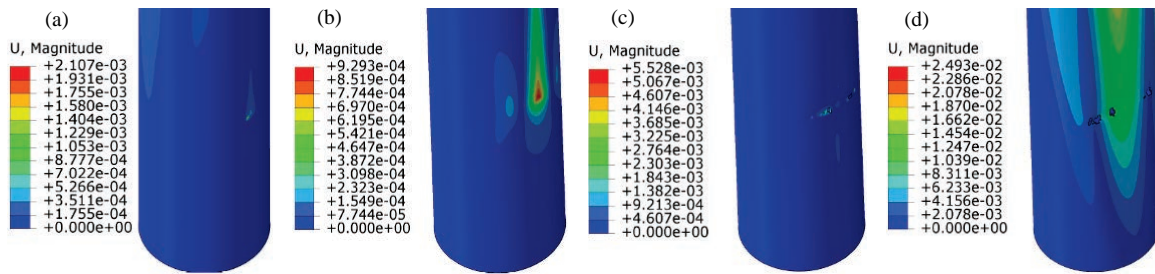 (a)
U, Magnitude
+2.107e-03
+1.931e-03
+1.755e-03
+1.580e-03
+1.404e-03
+1.229e-03
+1.053e-03
+8.777e-04
+7.022e-04
+5.266e-04
+3.511e-04
+1.755e-04
+0.000e+00
(b)
U, Magnitude
+9.293e-04
+8.519e-04
+7.744e-04
+6.970e-04
+6.195e-04
+5.421e-04
+4.647e-04
+3.872e-04
+3.098e-04
+2.323e-04
+1.549e-04
+7.744e-05
+0.000e+00
(c)
U, Magnitude
+5.528e-03
+5.067e-03
+4.607e-03
+4.146e-03
+3.685e-03
+3.225e-03
+2.764e-03
+2.303e-03
+1.843e-03
+1.382e-03
+9.213e-04
+4.607e-04
+0.000e+00
(d)
U, Magnitude
+2.493e-02
+2.286e-02
+2.078e-02
+1.870e-02
+1.662e-02
+1.454e-02
+1.247e-02
+1.039e-02
+8.311e-03
+6.233e-03
+4.156e-03
+2.078e-03
+0.000e+00